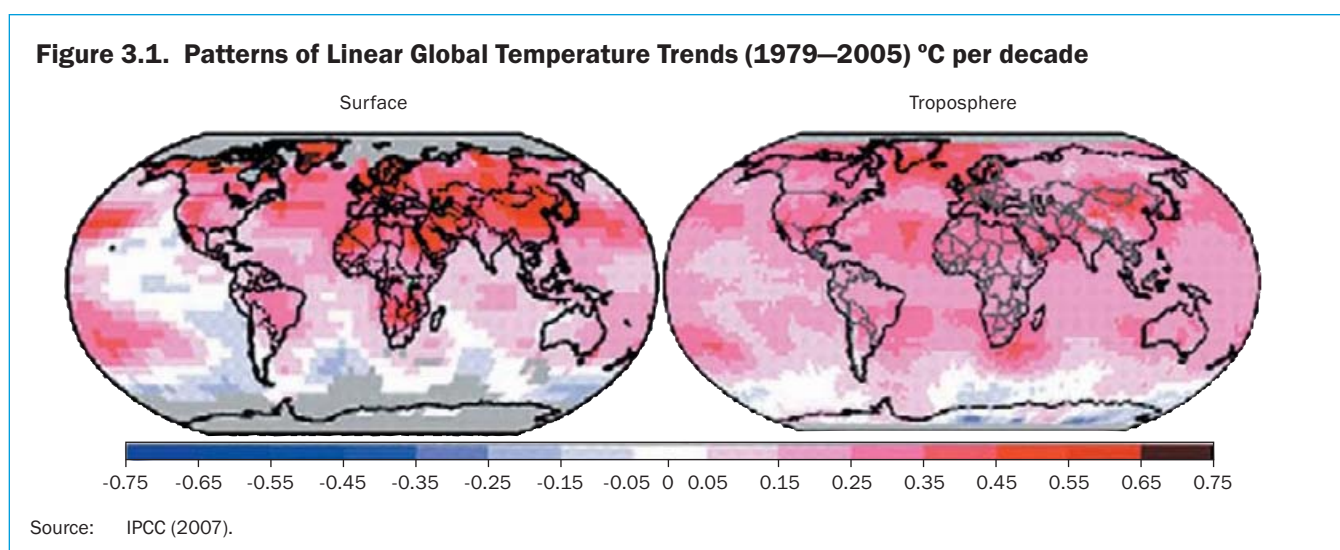 Figure 3.1. Patterns of Linear Global Temperature Trends (1979—2005) ºC per decade
Surface Troposphere
-0.75 -0.65 -0.55 -0.45 -0.35 -0.25 -0.15 -0.05 0 0.05 0.15 0.25 0.35 0.45 0.55 0.65 0.75
Source: IPCC (2007).